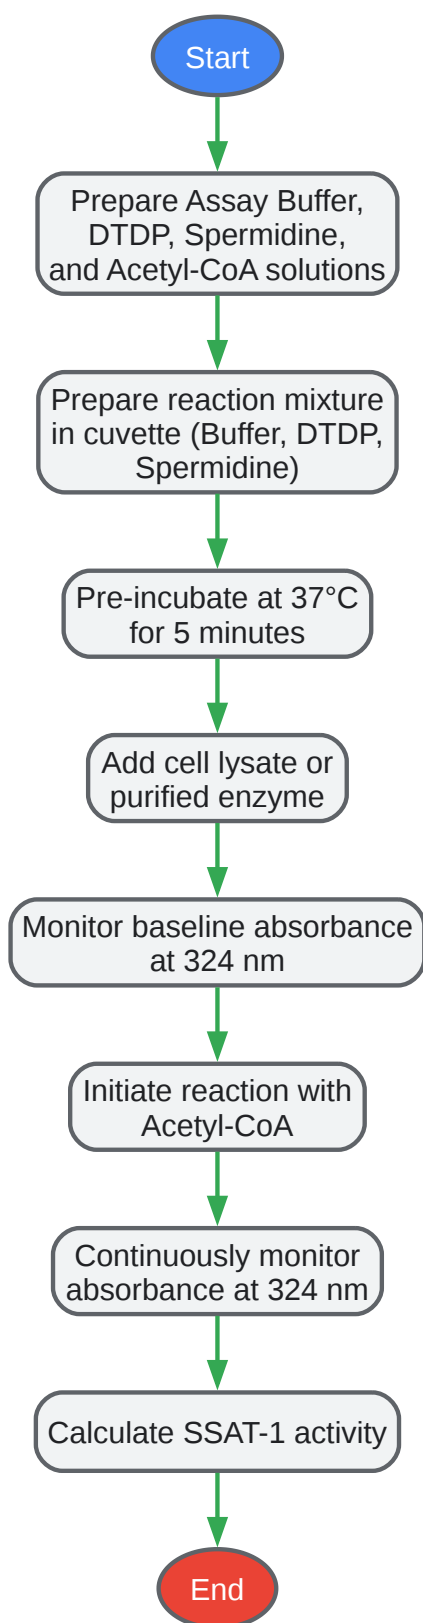 Start
Prepare Assay Buffer,
DTDP, Spermidine,
and Acetyl-CoA solutions
Prepare reaction mixture
in cuvette (Buffer, DTDP,
Spermidine)
Pre-incubate at 37°C
for 5 minutes
Add cell lysate or
purified enzyme
Monitor baseline absorbance
at 324 nm
Initiate reaction with
Acetyl-CoA
Continuously monitor
absorbance at 324 nm
Calculate SSAT-1 activity
End